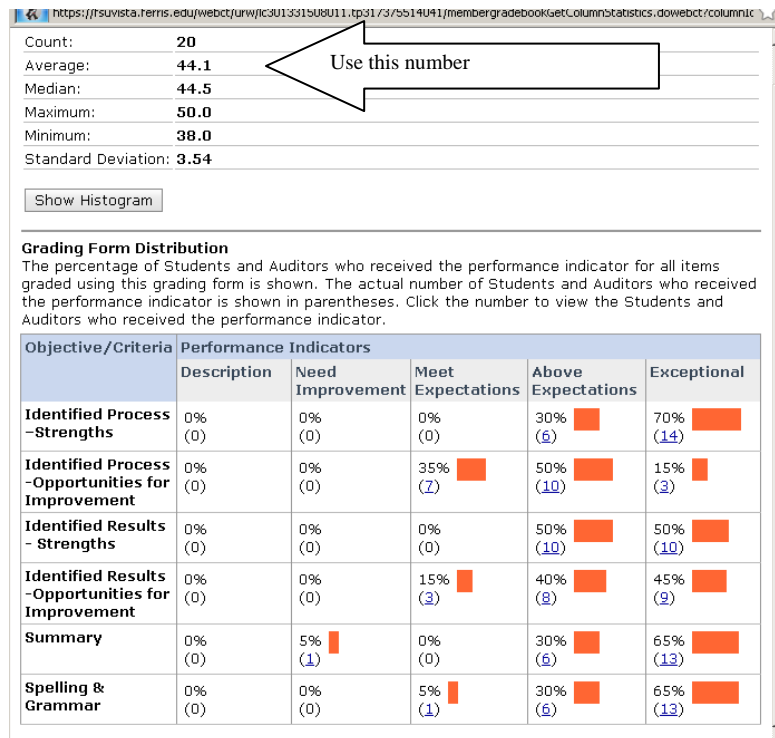 https://fsuvista.ferris.edu/webct/urw/lc301331508011.tp317375514041/membergradebookGetColumnStatistics.dowebct?columnId
Count: 20
Average: 44.1
Use this number
Median: 44.5
Maximum: 50.0
Minimum: 38.0
Standard Deviation: 3.54
Show Histogram
Grading Form Distribution
The percentage of Students and Auditors who received the performance indicator for all items
graded using this grading form is shown. The actual number of Students and Auditors who received
the performance indicator is shown in parentheses. Click the number to view the Students and
Auditors who received the performance indicator.
Objective/Criteria Performance Indicators
Description Need Meet Above Exceptional
Improvement Expectations Expectations
Identified Process 0% 0% 0% 30% 70%
-Strengths (0) (0) (0) (6) (14)
Identified Process 0% 0% 35% 50% 15%
-Opportunities for (0) (0) (7) (10) (3)
Improvement
Identified Results 0% 0% 0% 50% 50%
- Strengths (0) (0) (0) (10) (10)
Identified Results 0% 0% 15% 40% 45%
-Opportunities for (0) (0) (3) (8) (9)
Improvement
Summary 0% 5% 0% 30% 65%
(0) (1) (0) (6) (13)
Spelling & 0% 0% 5% 30% 65%
Grammar (0) (0) (1) (6) (13)